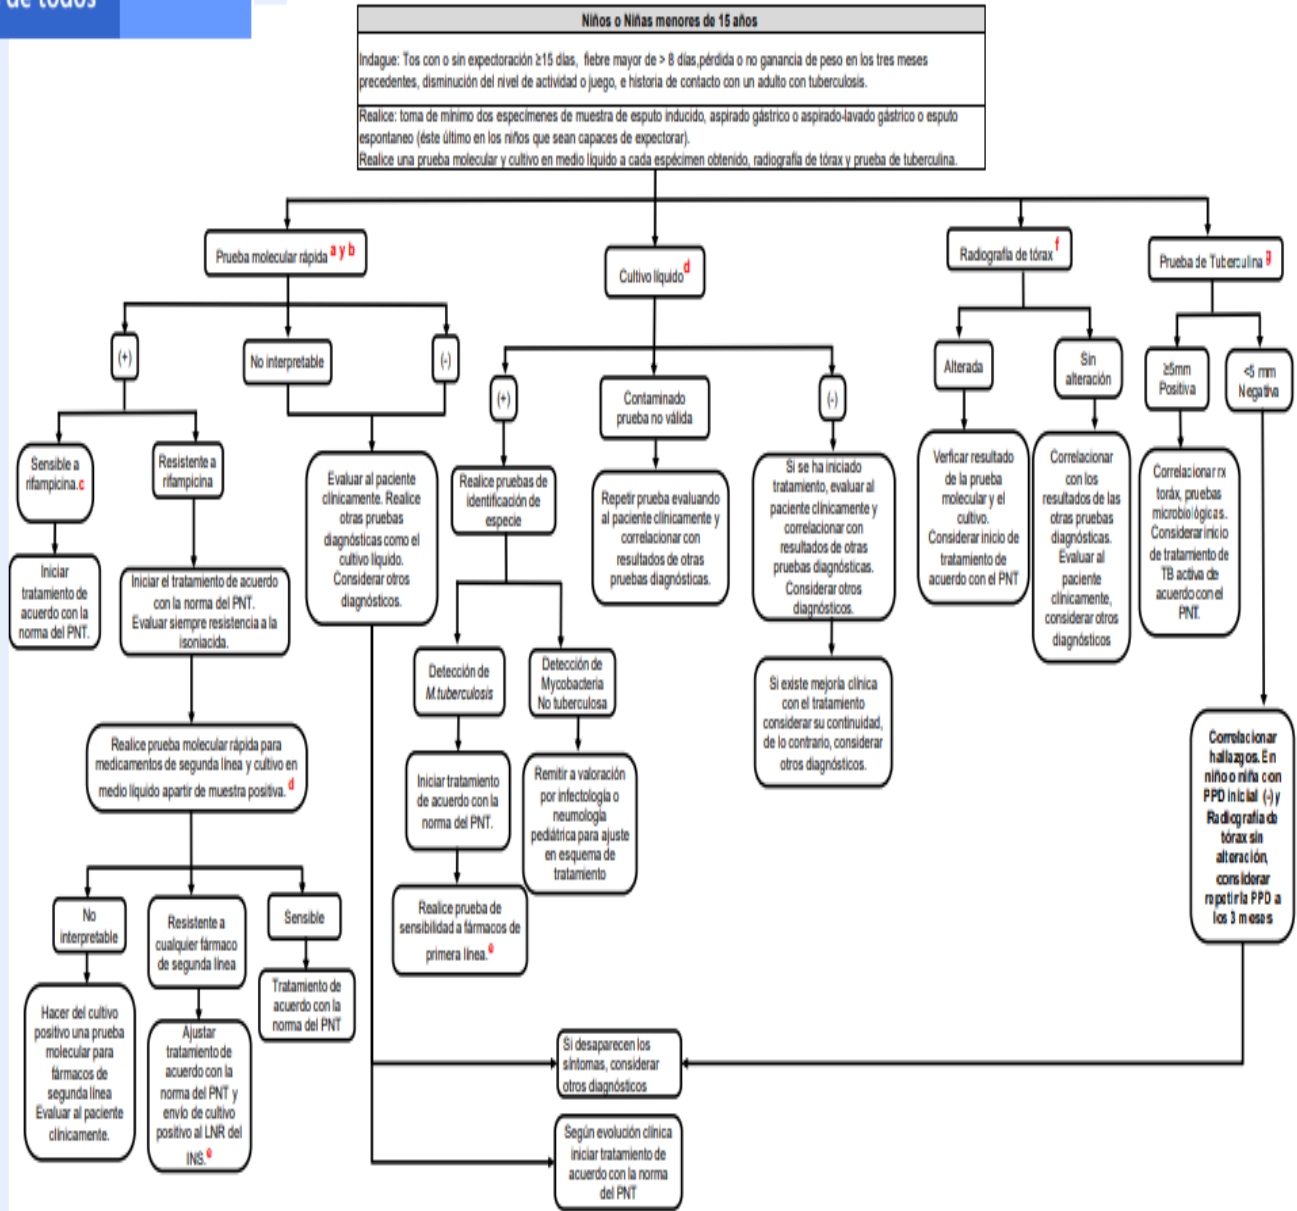 de todos
Niños o Niñas menores de 15 años
Indague: Tos con o sin expectoración ≥15 días, fiebre mayor de > 8 días,pérdida o no ganancia de peso en los tres meses
precedentes, disminución del nivel de actividad o juego, e historia de contacto con un adulto con tuberculosis.
Realice: toma de mínimo dos especímenes de muestra de esputo inducido, aspirado gástrico o aspirado-lavado gástrico o esputo
espontaneo (éste último en los niños que sean capaces de expectorar).
Realice una prueba molecular y cultivo en medio líquido a cada espécimen obtenido, radiografía de tórax y prueba de tuberculina.
Prueba molecular rápida a y b
Cultivo líquido d
Radiografía de tórax f
Prueba de Tuberculina g
(+)
No interpretable
(-)
(+)
Contaminado
prueba no válida
(-)
Alterada
Sin
alteración
≥5mm
Positiva
<5 mm
Negativa
Sensible a
rifampicina.c
Resistente a
rifampicina
Evaluar al paciente
clínicamente. Realice
otras pruebas
diagnósticas como el
cultivo líquido.
Considerar otros
diagnósticos.
Realice pruebas de
identificación de
especie
Repetir prueba evaluando
al paciente clínicamente y
correlacionar con
resultados de otras
pruebas diagnósticas.
Si se ha iniciado
tratamiento, evaluar al
paciente clínicamente y
correlacionar con
resultados de otras
pruebas diagnósticas.
Considerar otros
diagnósticos.
Verficar resultado
de la prueba
molecular y el
cultivo.
Considerar inicio de
tratamiento de
acuerdo con el PNT
Correlacionar
con los
resultados de las
otras pruebas
diagnósticas.
Evaluar al
paciente
clínicamente,
considerar otros
diagnósticos
Correlacionar rx
toráx, pruebas
microbiológicas.
Considerar inicio
de tratamiento de
TB activa de
acuerdo con el
PNT.
Iniciar
tratamiento de
acuerdo con la
norma del PNT.
Iniciar el tratamiento de acuerdo
con la norma del PNT.
Evaluar siempre resistencia a la
isoniacida.
Detección de
M.tuberculosis
Detección de
Mycobacteria
No tuberculosa
Si existe mejoría clínica
con el tratamiento
considerar su continuidad,
de lo contrario, considerar
otros diagnósticos.
Correlacionar
hallazgos. En
niño o niña con
PPD inicial (-) y
Radiografía de
tórax sin
alteración,
considerar
repetir la PPD a
los 3 meses
Realice prueba molecular rápida para
medicamentos de segunda línea y cultivo en
medio líquido apartir de muestra positiva. d
Iniciar tratamiento
de acuerdo con la
norma del PNT.
Remitir a valoración
por infectología o
neumología
pediátrica para ajuste
en esquema de
tratamiento
Realice prueba de
sensibilidad a fármacos de
primera línea.e
No
interpretable
Resistente a
cualquier fármaco
de segunda línea
Sensible
Hacer del cultivo
positivo una prueba
molecular para
fármacos de
segunda línea
Evaluar al paciente
clínicamente.
Ajustar
tratamiento de
acuerdo con la
norma del PNT y
envío de cultivo
positivo al LNR del
INS.e
Tratamiento de
acuerdo con la
norma del PNT
Si desaparecen los
síntomas, considerar
otros diagnósticos
Según evolución clínica
iniciar tratamiento de
acuerdo con la norma
del PNT